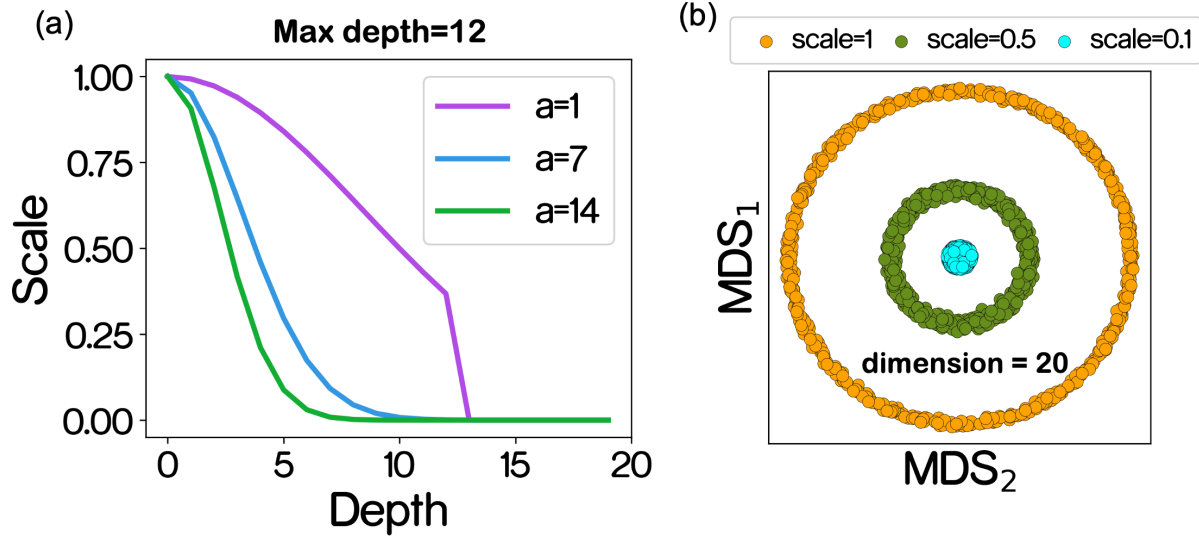 (a)
Max depth=12
1.00
0.75
0.50
0.25
0.00
Scale
a=1
a=7
a=14
0 5 10 15 20
Depth
(b)
scale=1 scale=0.5 scale=0.1
MDS₁
dimension = 20
MDS₂